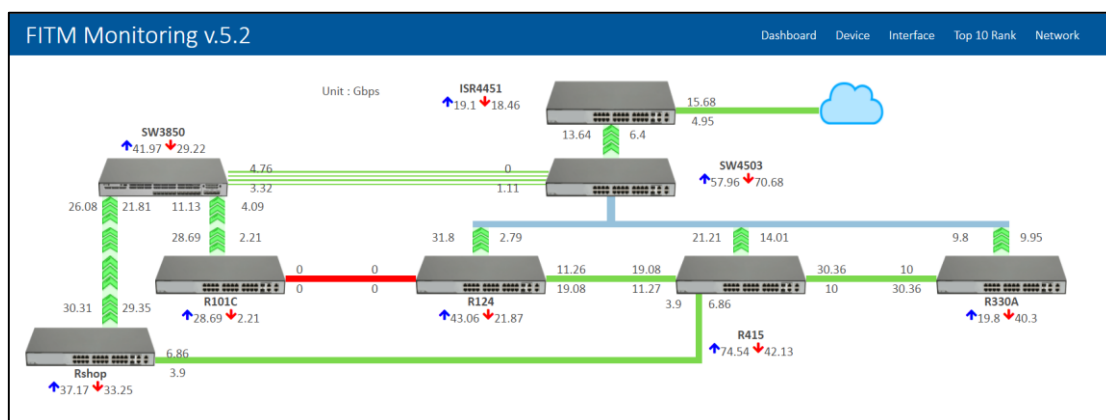 FITM Monitoring v.5.2
Dashboard Device Interface Top 10 Rank Network
Unit : Gbps
ISR4451
19.1 18.46
15.68
4.95
13.64 6.4
SW3850
41.97 29.22
SW4503
57.96 70.68
4.76 0
3.32 1.11
26.08 21.81 11.13 4.09
28.69 2.21
31.8 2.79
21.21 14.01
9.8 9.95
0 0
0 0
11.26 19.08
19.08 11.27
30.36 10
10 30.36
R101C
28.69 2.21
R124
43.06 21.87
3.9 6.86
R330A
19.8 40.3
30.31 29.35
R415
74.54 42.13
6.86
3.9
Rshop
37.17 33.25